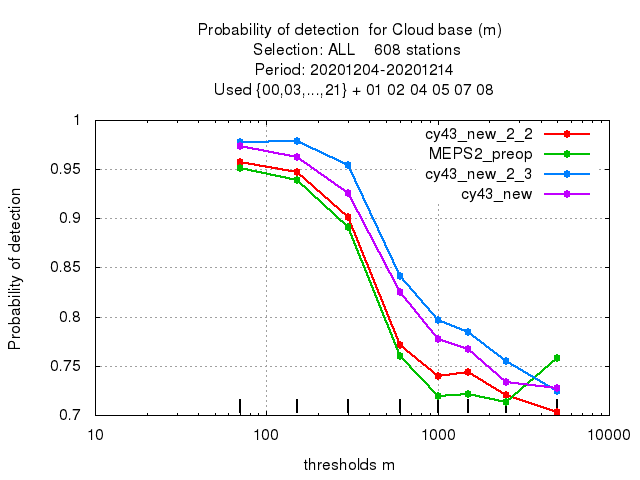 Probability of detection  for Cloud base (m)
Selection: ALL    608 stations
Period: 20201204-20201214
Used {00,03,...,21} + 01 02 04 05 07 08
cy43_new_2_2
MEPS2_preop
cy43_new_2_3
cy43_new
1
0.95
0.9
0.85
0.8
0.75
0.7
Probability of detection
10 100 1000 10000
thresholds m